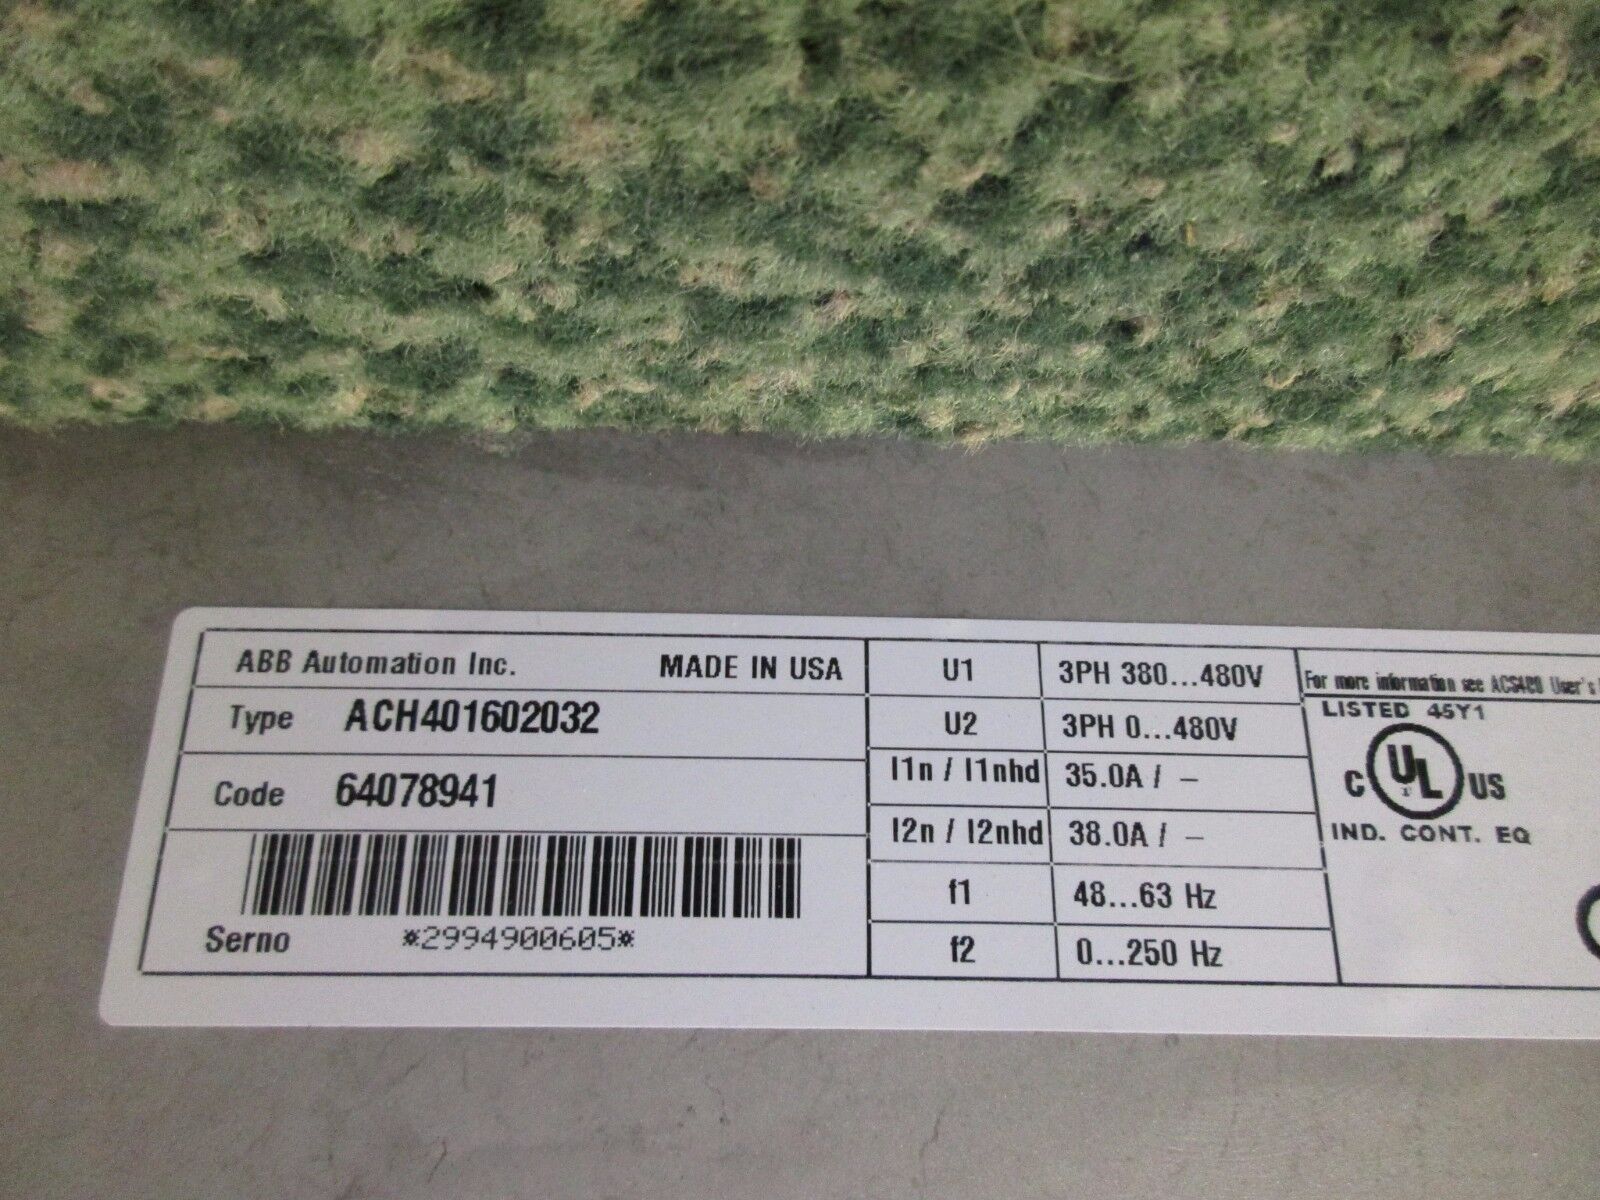 ABB Automation Inc. MADE IN USA
Type ACH401602032
Code 64078941
Serno *2994900605*
U1 3PH 380...480V
U2 3PH 0...480V
I1n / I1nhd 35.0A / –
I2n / I2nhd 38.0A / –
f1 48...63 Hz
f2 0...250 Hz
For more information see User's
LISTED 45Y1
C UL US
IND. CONT. EQ